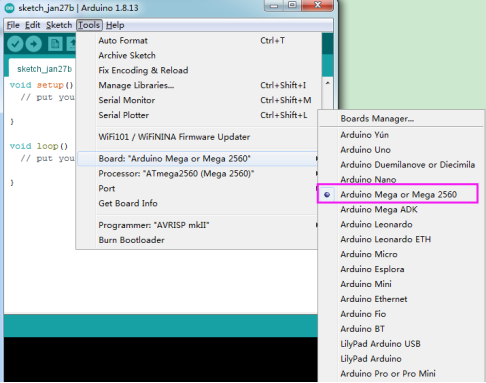 sketch_jan27b | Arduino 1.8.13
File Edit Sketch Tools Help
sketch_jan27b
void setup()
// put you
}
void loop()
// put you
}
Auto Format Ctrl+T
Archive Sketch
Fix Encoding & Reload
Manage Libraries... Ctrl+Shift+I
Serial Monitor Ctrl+Shift+M
Serial Plotter Ctrl+Shift+L
WiFi101 / WiFiNINA Firmware Updater
Board: "Arduino Mega or Mega 2560"
Processor: "ATmega2560 (Mega 2560)"
Port
Get Board Info
Programmer: "AVRISP mkII"
Burn Bootloader
Boards Manager...
Arduino Yún
Arduino Uno
Arduino Duemilanove or Diecimila
Arduino Nano
Arduino Mega or Mega 2560
Arduino Mega ADK
Arduino Leonardo
Arduino Leonardo ETH
Arduino Micro
Arduino Esplora
Arduino Mini
Arduino Ethernet
Arduino Fio
Arduino BT
LilyPad Arduino USB
LilyPad Arduino
Arduino Pro or Pro Mini